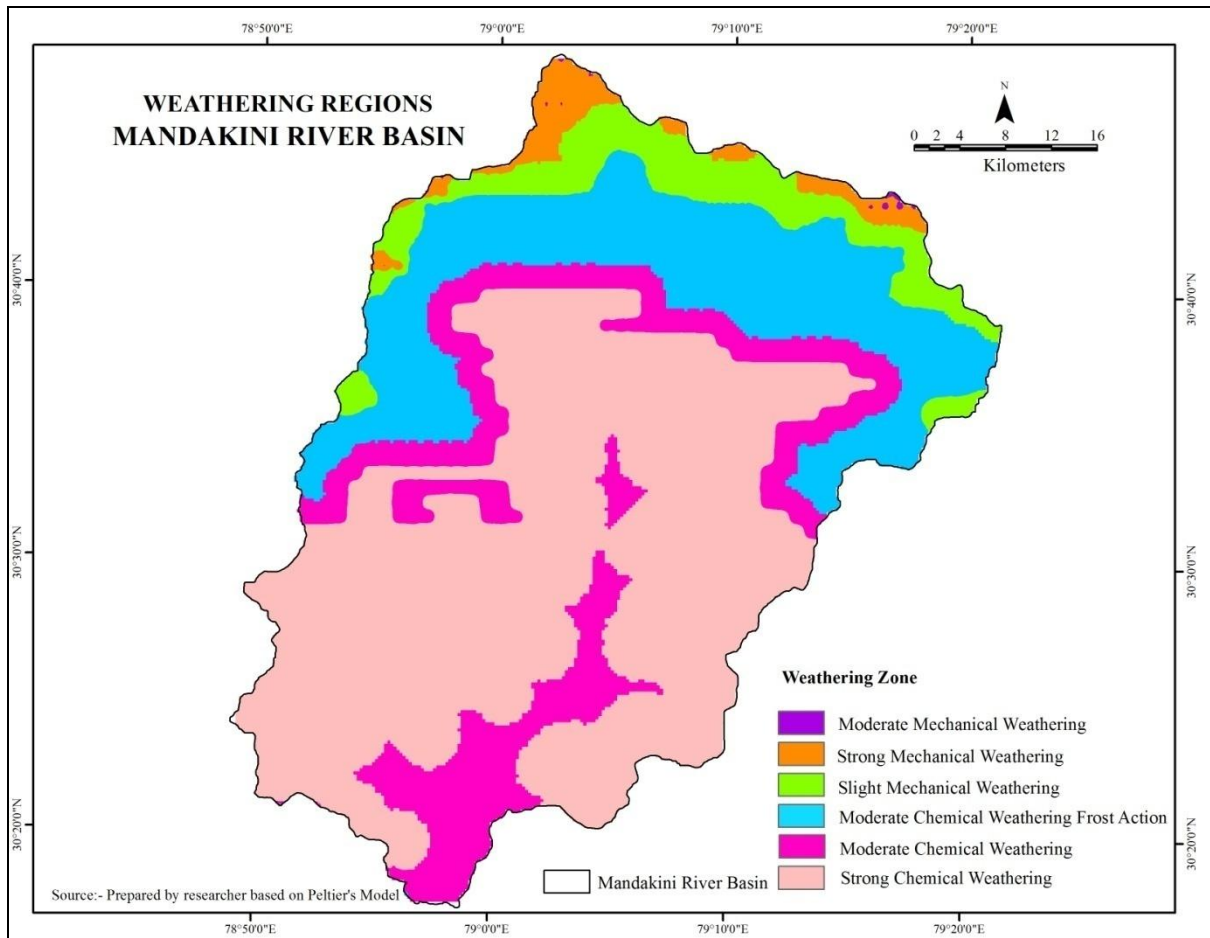 78°50'0"E
79°0'0"E
79°10'0"E
79°20'0"E
WEATHERING REGIONS
MANDAKINI RIVER BASIN
N
0 2 4 8 12 16
Kilometers
30°40'0"N
30°40'0"N
30°30'0"N
30°30'0"N
30°20'0"N
30°20'0"N
Weathering Zone
Moderate Mechanical Weathering
Strong Mechanical Weathering
Slight Mechanical Weathering
Moderate Chemical Weathering Frost Action
Moderate Chemical Weathering
Strong Chemical Weathering
Mandakini River Basin
Source:- Prepared by researcher based on Peltier's Model
78°50'0"E
79°0'0"E
79°10'0"E
79°20'0"E